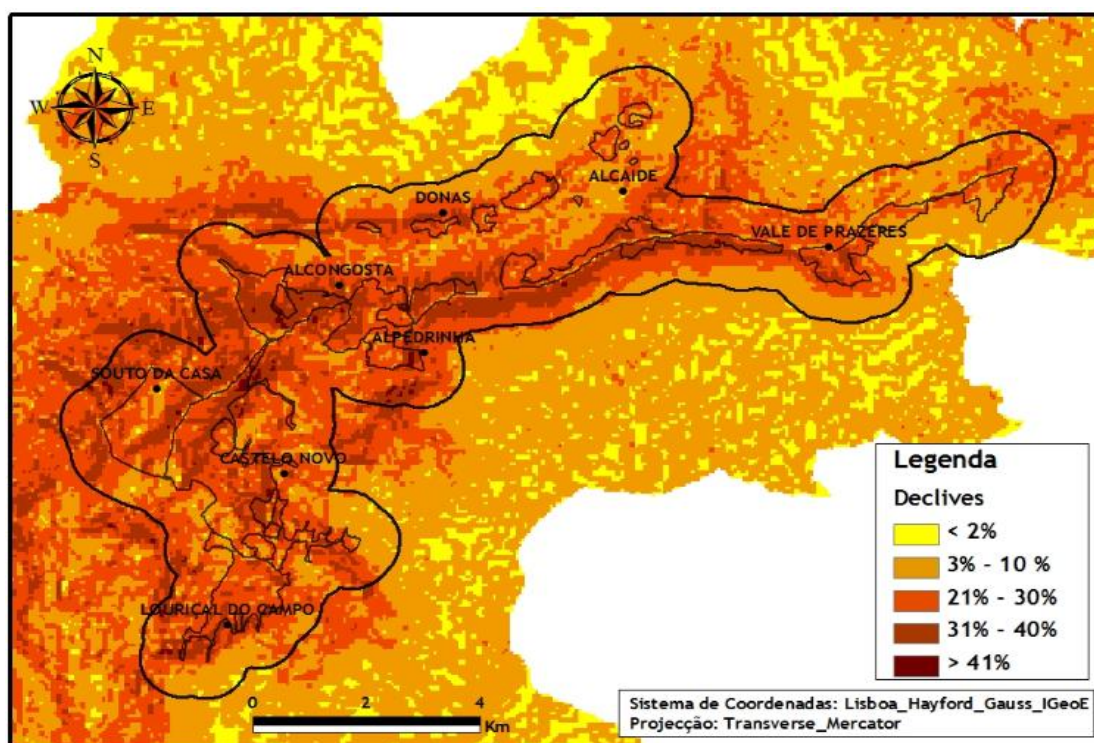 N
W E
S
ALCAIDE
DONAS
VALE DE PRAZERES
ALCONGOSTA
ALPEDRINHA
SOUTO DA CASA
CASTELO NOVO
LOURIÇAL DO CAMPO
Legenda
Declives
< 2%
3% - 10 %
21% - 30%
31% - 40%
> 41%
0 2 4
Km
Sistema de Coordenadas: Lisboa_Hayford_Gauss_IGeoE
Projecção: Transverse_Mercator